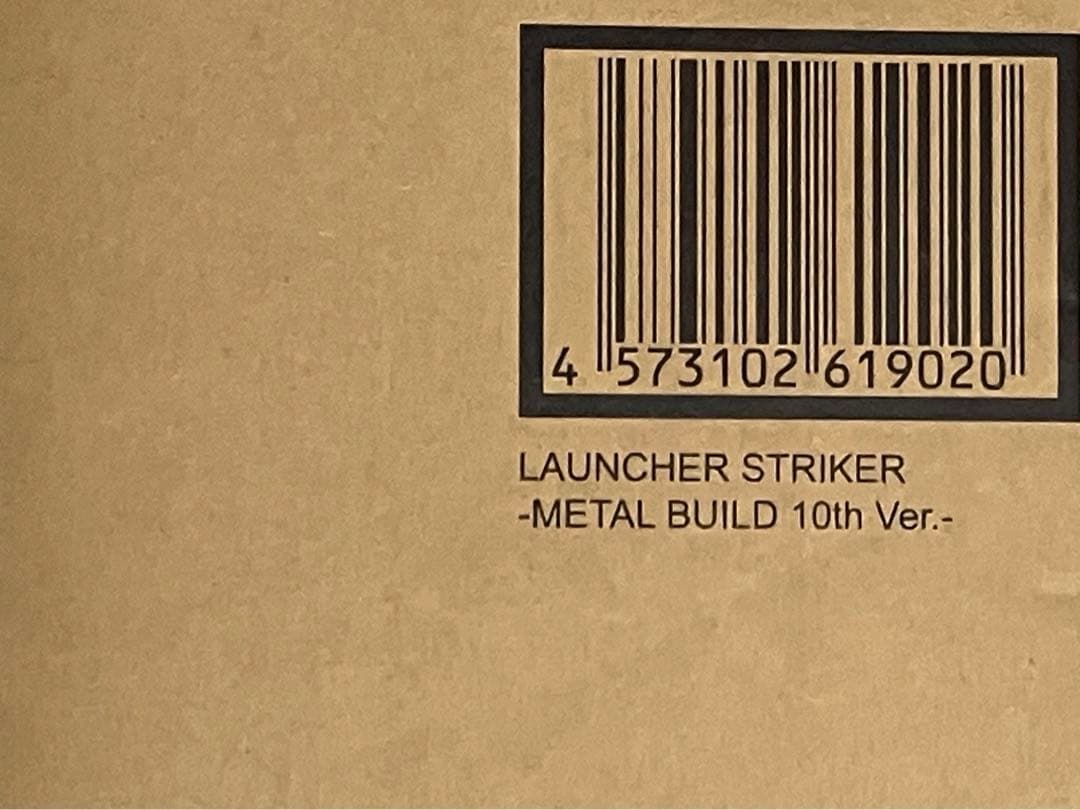 4 573102 619020
LAUNCHER STRIKER
-METAL BUILD 10th Ver.-